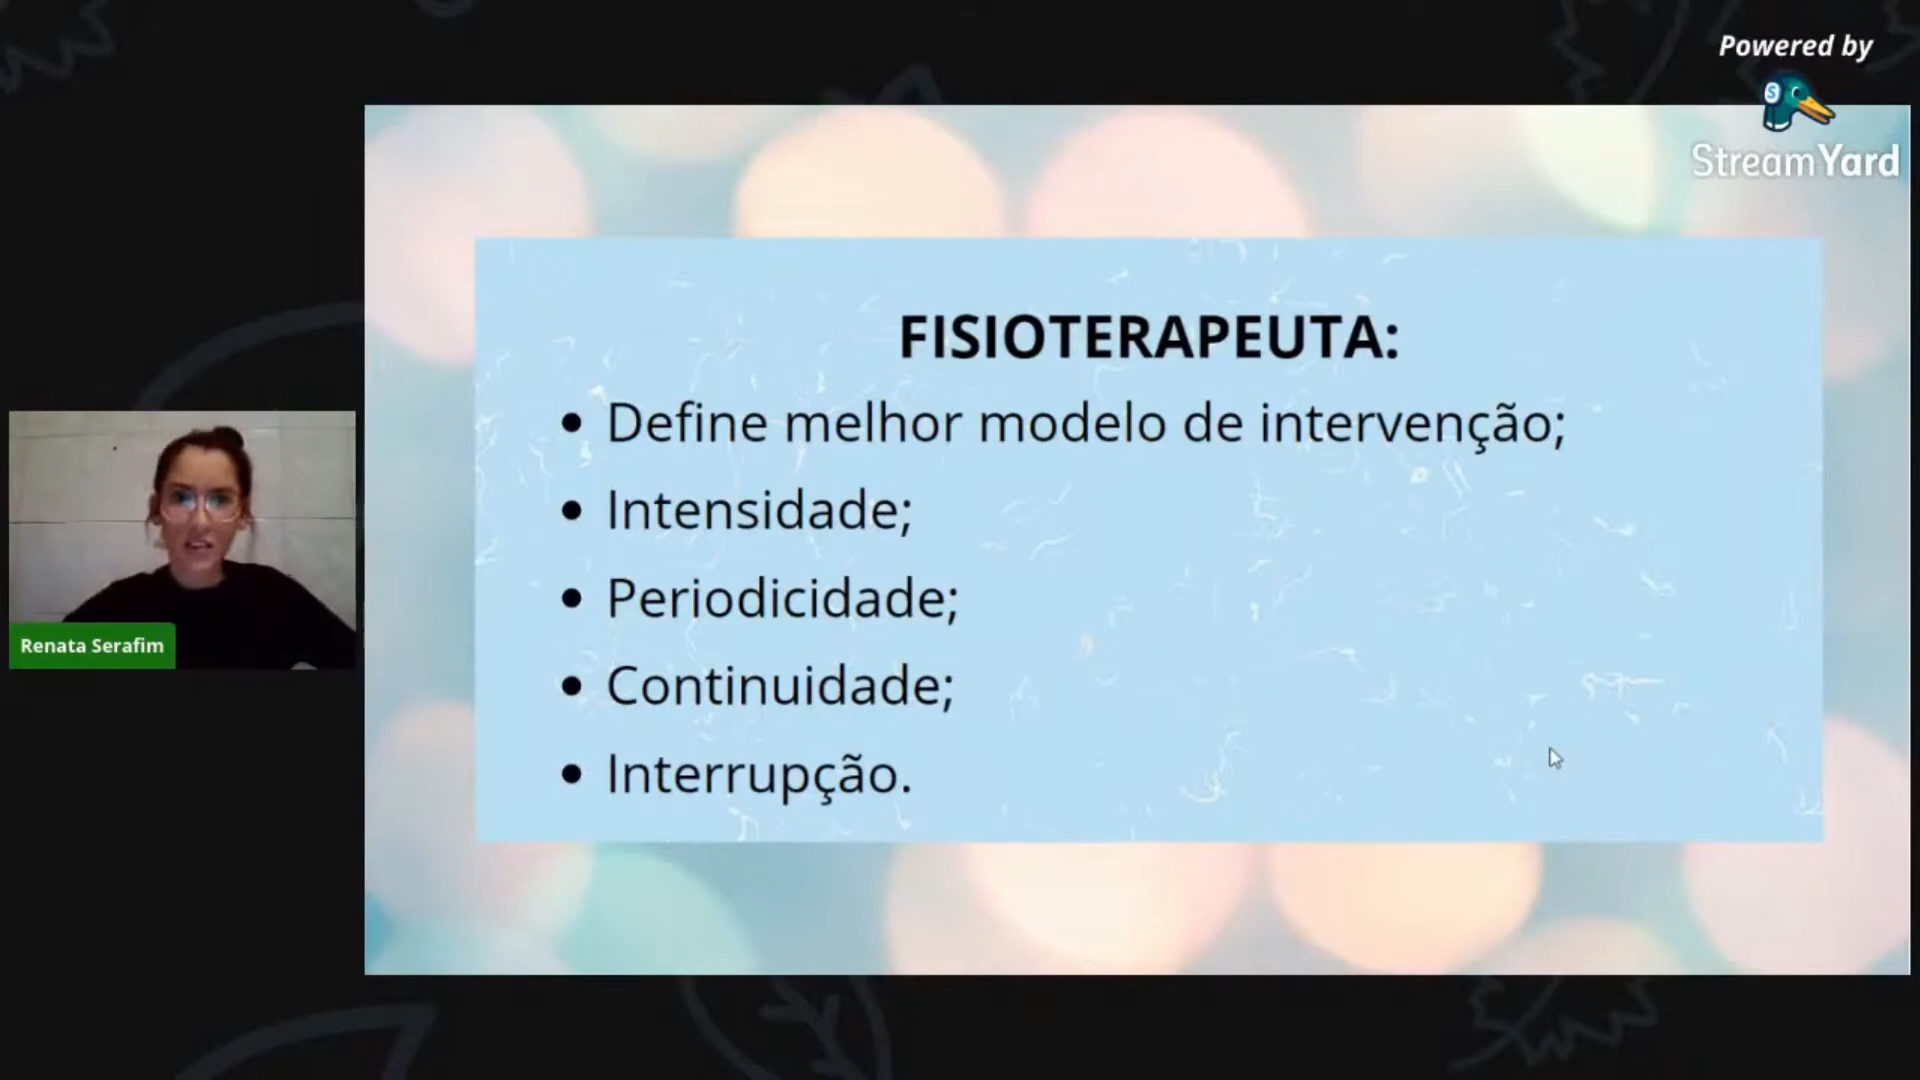 Powered by
StreamYard
FISIOTERAPEUTA:
• Define melhor modelo de intervenção;
• Intensidade;
• Periodicidade;
• Continuidade;
• Interrupção.
Renata Serafim